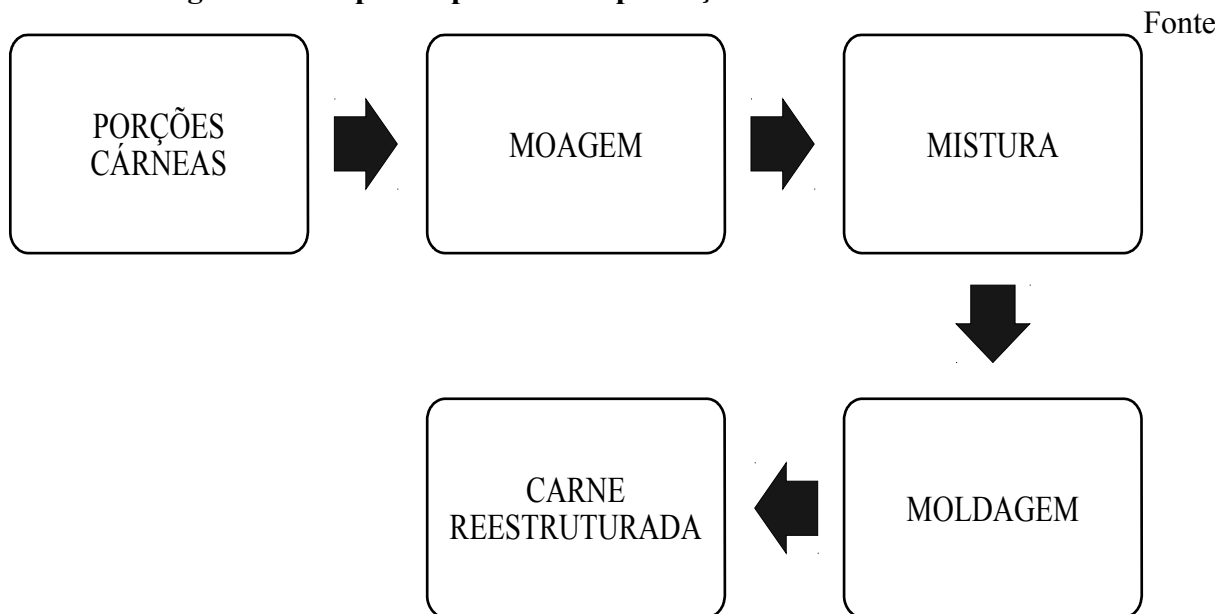 Fonte
PORÇÕES
CÁRNEAS
MOAGEM
MISTURA
MOLDAGEM
CARNE
REESTRUTURADA